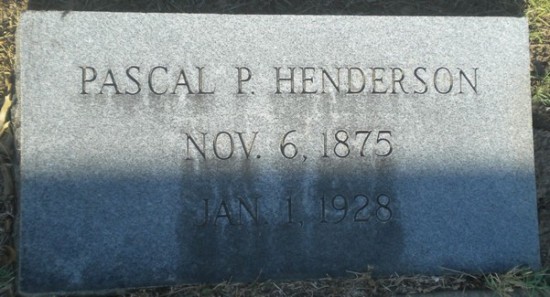 PASCAL P. HENDERSON
NOV. 6, 1875
JAN. 1, 1928